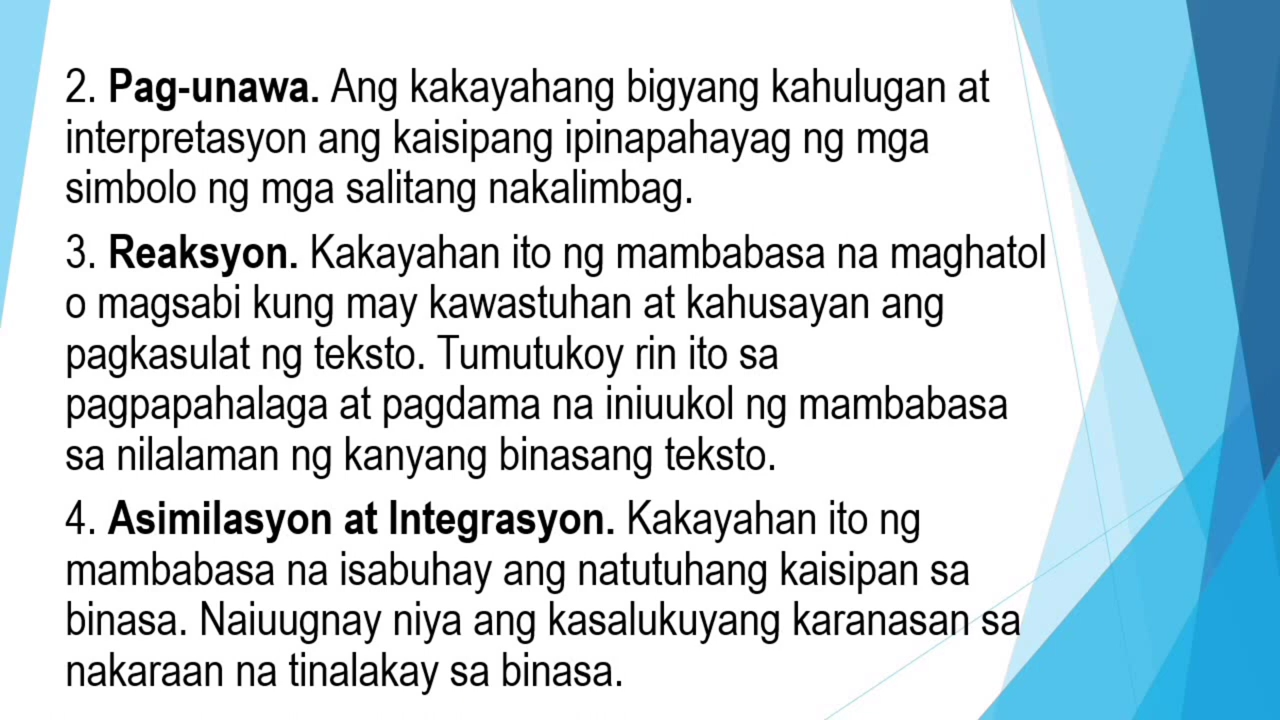 2. Pag-unawa. Ang kakayahang bigyang kahulugan at
interpretasyon ang kaisipang ipinapahayag ng mga
simbolo ng mga salitang nakalimbag.
3. Reaksyon. Kakayahan ito ng mambabasa na maghatol
o magsabi kung may kawastuhan at kahusayan ang
pagkasulat ng teksto. Tumutukoy rin ito sa
pagpapahalaga at pagdama na iniuukol ng mambabasa
sa nilalaman ng kanyang binasang teksto.
4. Asimilasyon at Integrasyon. Kakayahan ito ng
mambabasa na isabuhay ang natutuhang kaisipan sa
binasa. Naiuugnay niya ang kasalukuyang karanasan sa
nakaraan na tinalakay sa binasa.